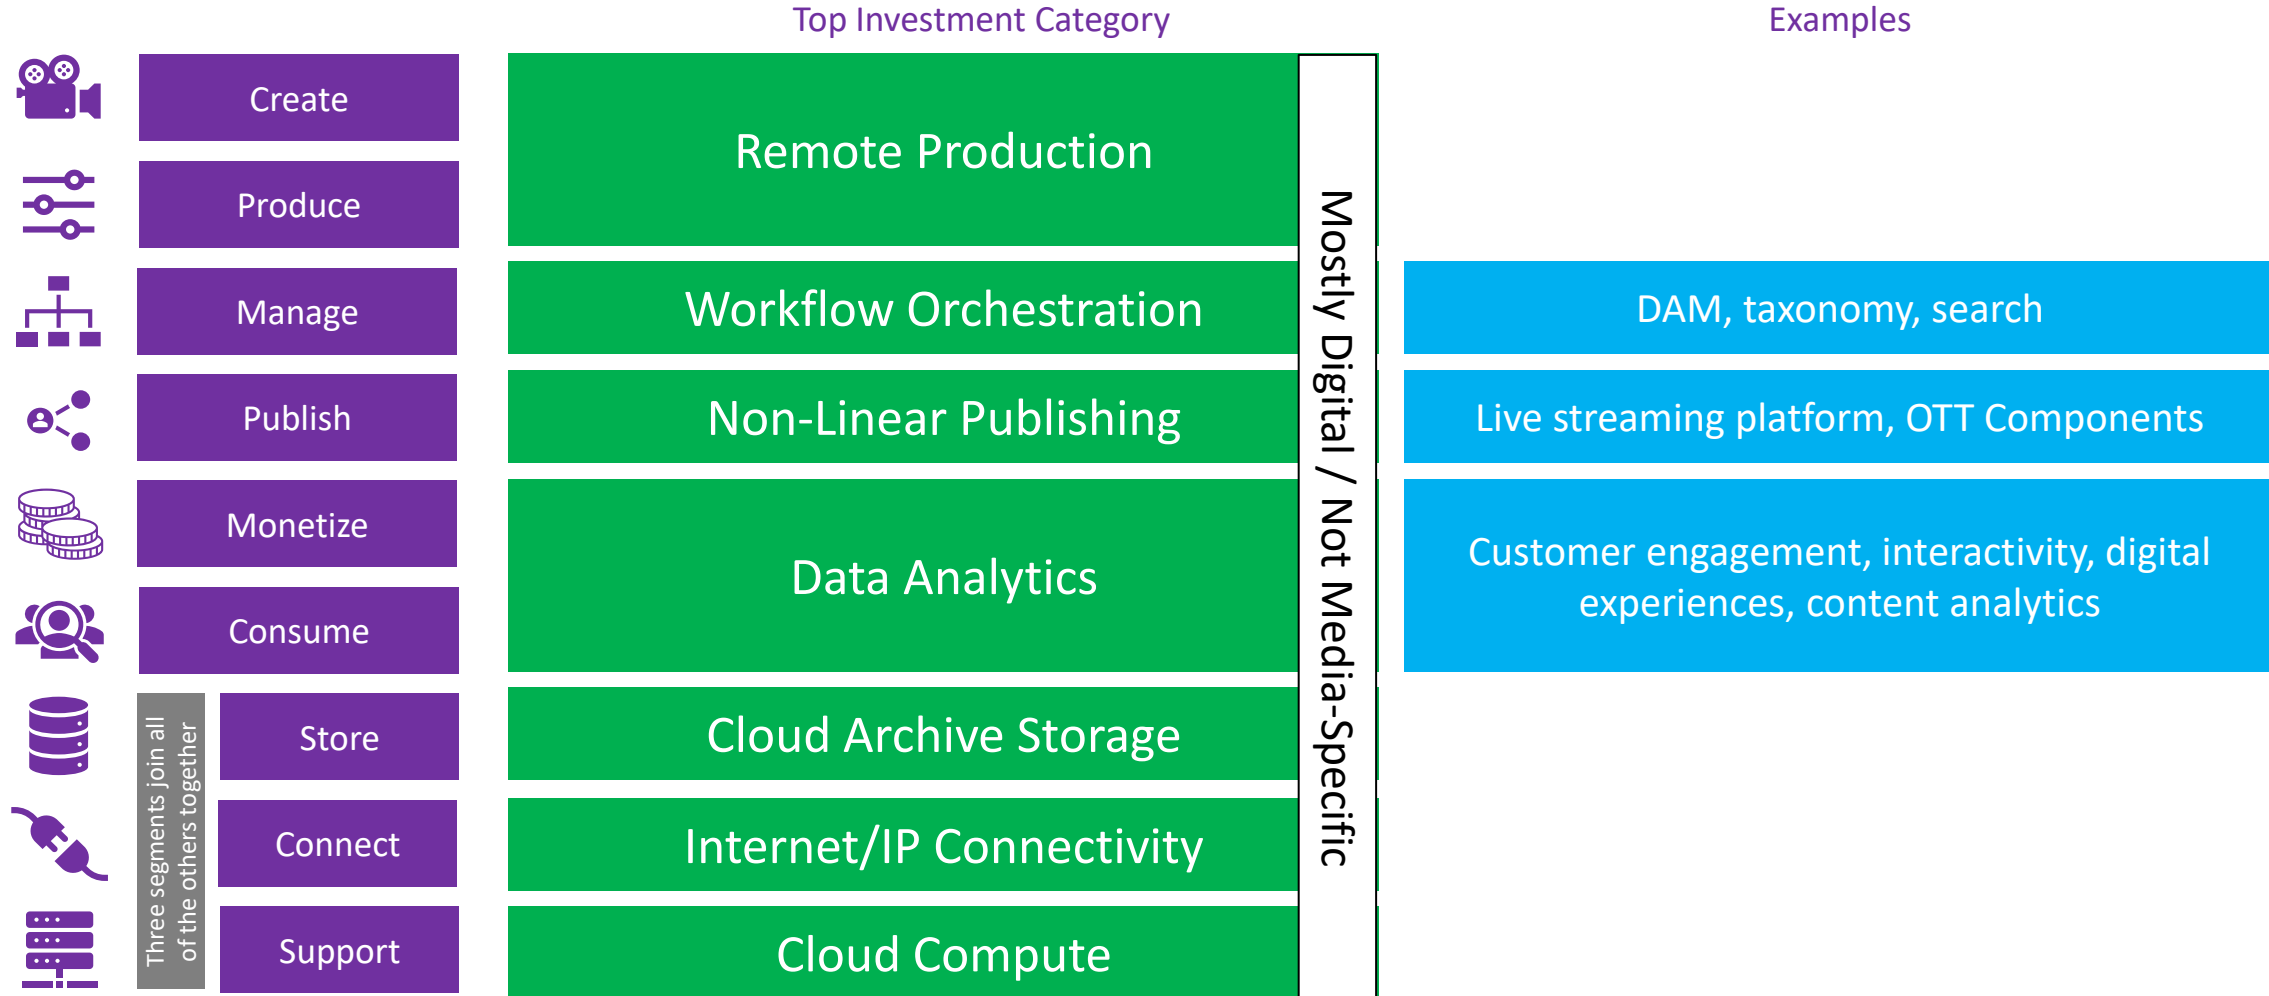 Top Investment Category
Examples
Create
Remote Production
Produce
Manage
Workflow Orchestration
DAM, taxonomy, search
Publish
Non-Linear Publishing
Live streaming platform, OTT Components
Monetize
Data Analytics
Customer engagement, interactivity, digital
experiences, content analytics
Consume
Three segments join all
of the others together
Store
Cloud Archive Storage
Connect
Internet/IP Connectivity
Support
Cloud Compute
Mostly Digital / Not Media-Specific